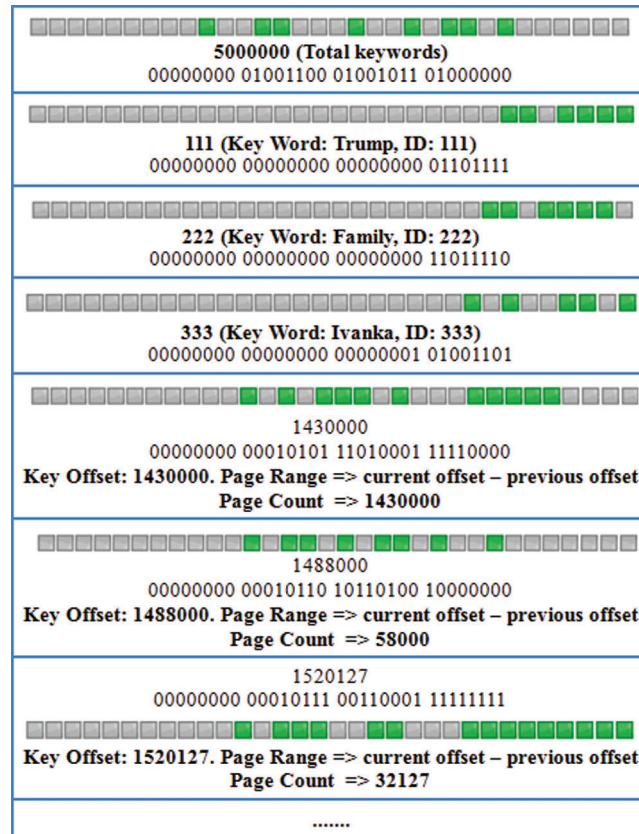 5000000 (Total keywords)
00000000 01001100 01001011 01000000
111 (Key Word: Trump, ID: 111)
00000000 00000000 00000000 01101111
222 (Key Word: Family, ID: 222)
00000000 00000000 00000000 11011110
333 (Key Word: Ivanka, ID: 333)
00000000 00000000 00000001 01001101
1430000
00000000 00010101 11010001 11110000
Key Offset: 1430000. Page Range => current offset – previous offset
Page Count => 1430000
1488000
00000000 00010110 10110100 10000000
Key Offset: 1488000. Page Range => current offset – previous offset
Page Count => 58000
1520127
00000000 00010111 00110001 11111111
Key Offset: 1520127. Page Range => current offset – previous offset
Page Count => 32127
.......